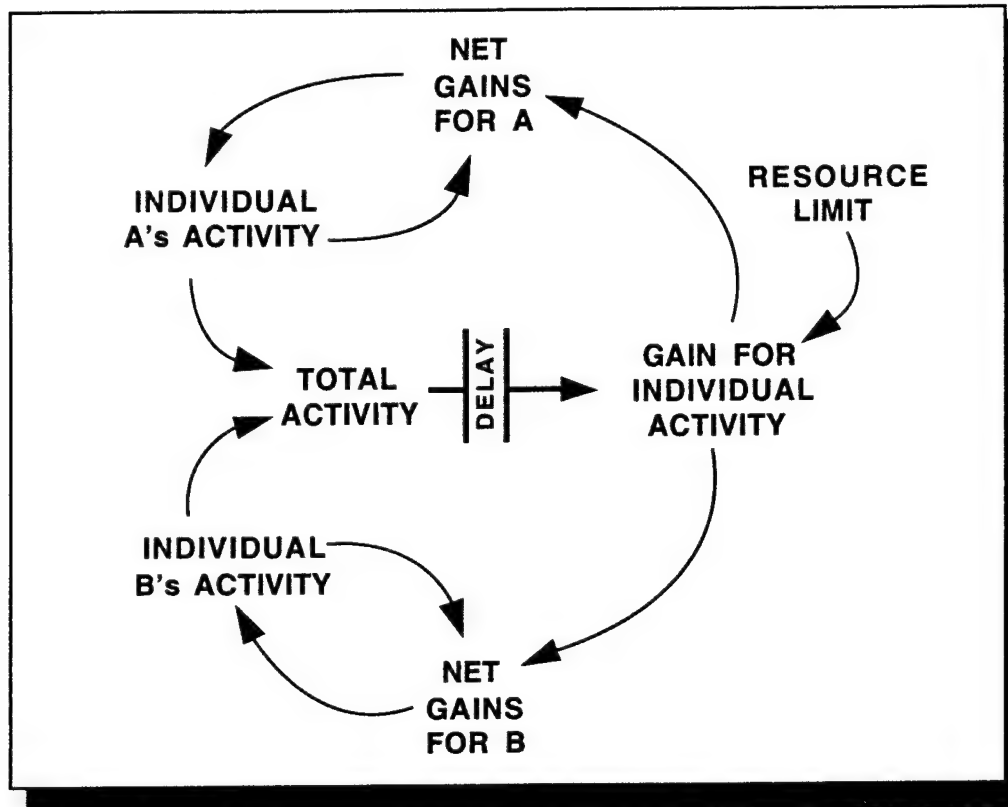 NET
GAINS
FOR A
INDIVIDUAL
A's ACTIVITY
RESOURCE
LIMIT
TOTAL
ACTIVITY
DELAY
GAIN FOR
INDIVIDUAL
ACTIVITY
INDIVIDUAL
B's ACTIVITY
NET
GAINS
FOR B